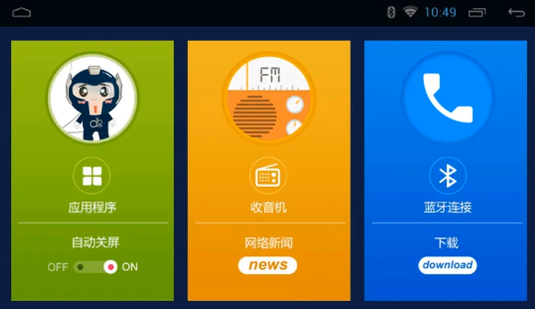 10:49
FM
应用程序
收音机
蓝牙连接
自动关屏
网络新闻
下载
OFF ON
news
download